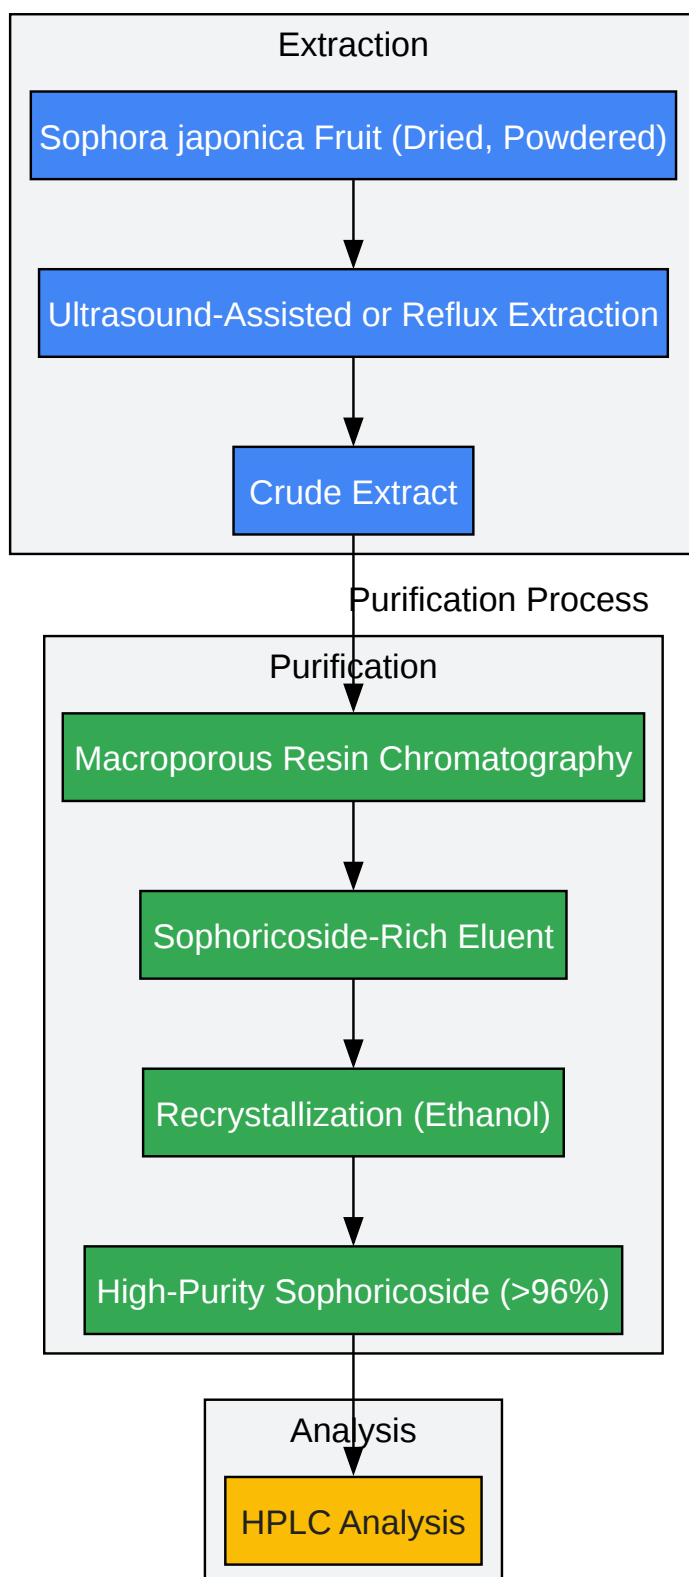 Extraction
Sophora japonica Fruit (Dried, Powdered)
Ultrasound-Assisted or Reflux Extraction
Crude Extract
Purification Process
Purification
Macroporous Resin Chromatography
Sophoricoside-Rich Eluent
Recrystallization (Ethanol)
High-Purity Sophoricoside (>96%)
Analysis
HPLC Analysis